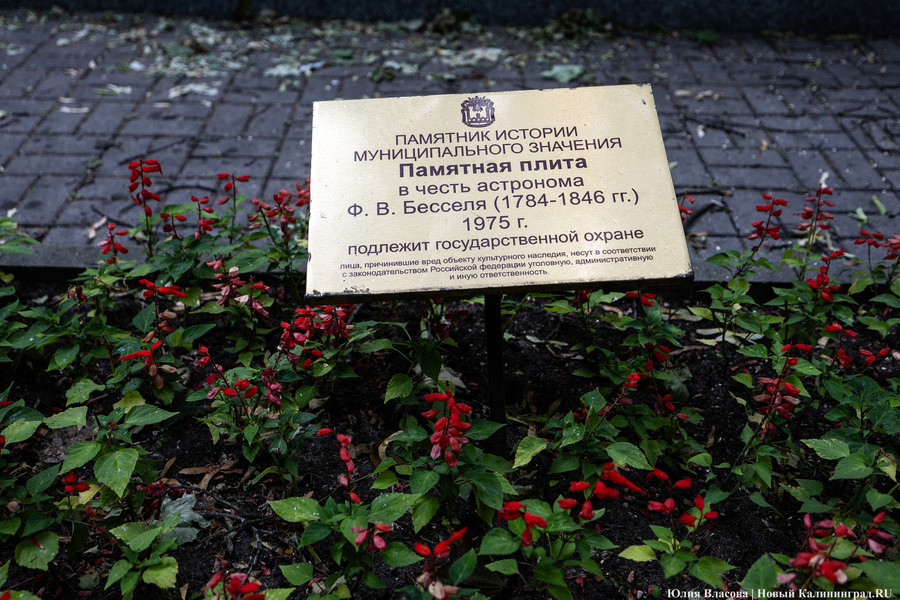 ПАМЯТНИК ИСТОРИИ
МУНИЦИПАЛЬНОГО ЗНАЧЕНИЯ
Памятная плита
в честь астронома
Ф. В. Бесселя (1784-1846 гг.)
1975 г.
подлежит государственной охране
лица, причинившие вред объекту культурного наследия, несут в соответствии
с законодательством Российской Федерации уголовную, административную
и иную ответственность.
Юлия Власова | Новый Калининград.RU